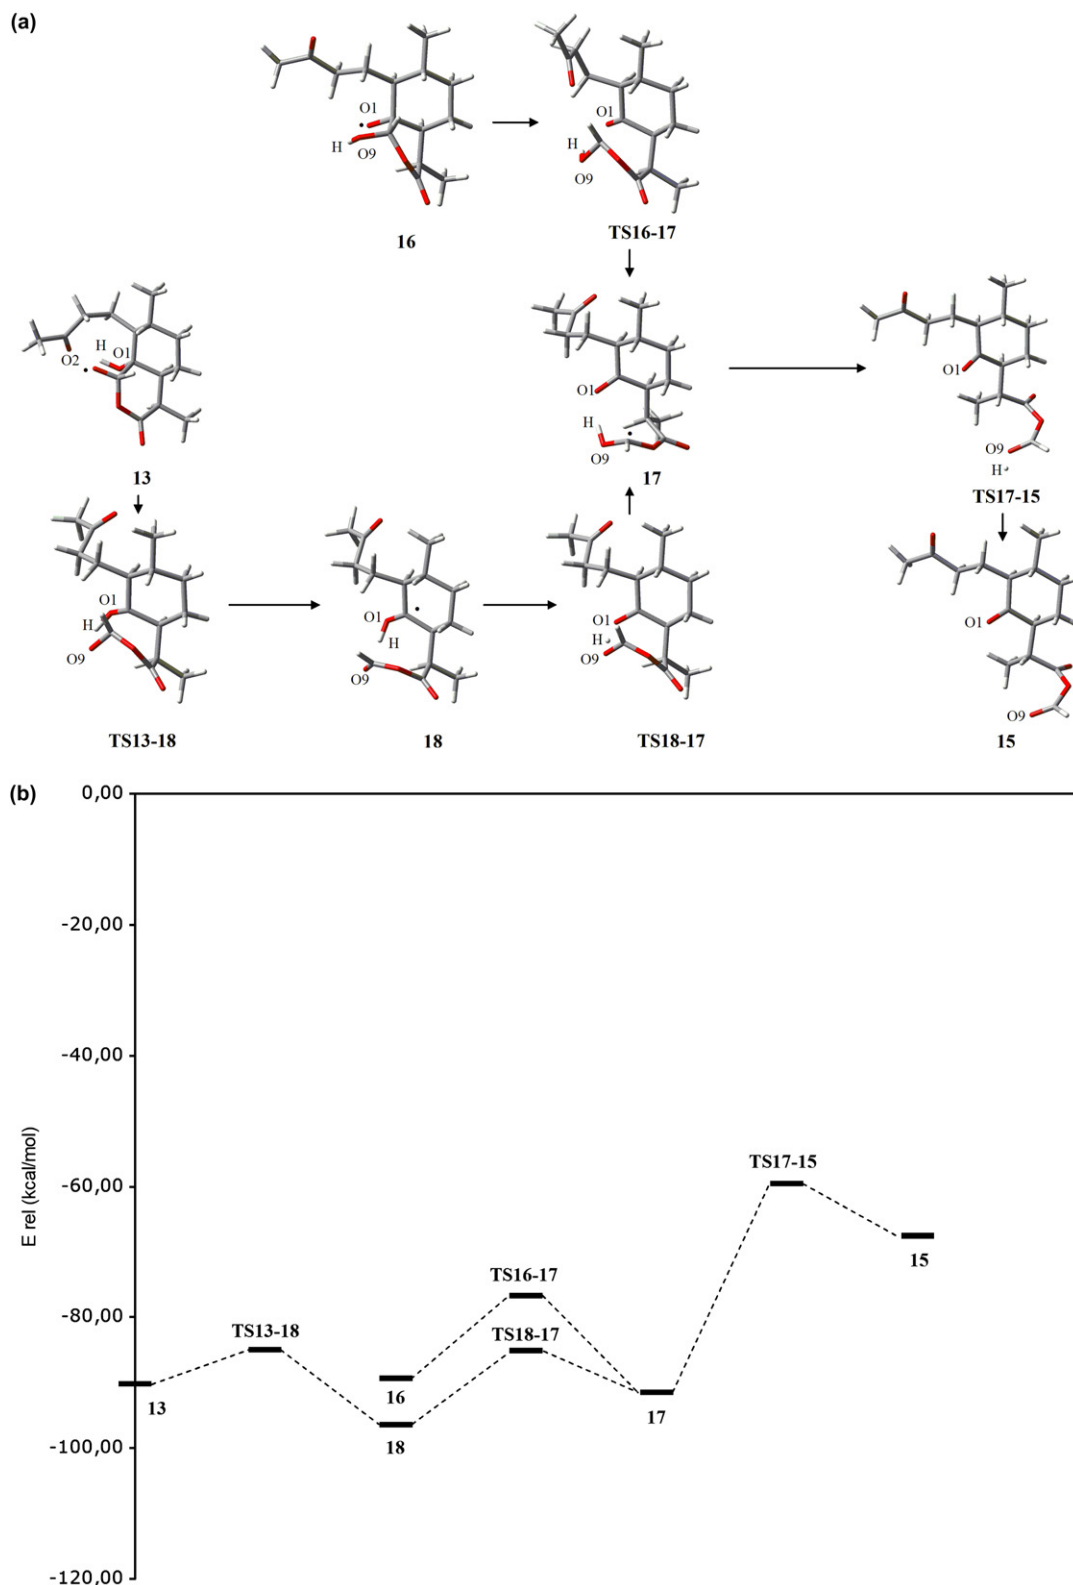 (a)
O1
H
O9
16
O1
H
O9
TS16-17
H
O1
O2
13
O1
H
O9
17
O1
O9
H
TS17-15
O1
H
O9
TS13-18
O1
H
O9
18
O1
H
O9
TS18-17
O1
O9
15
(b)
0,00
-20,00
-40,00
-60,00
-80,00
-100,00
-120,00
E rel (kcal/mol)
TS17-15
15
TS16-17
TS13-18
TS18-17
16
13
17
18